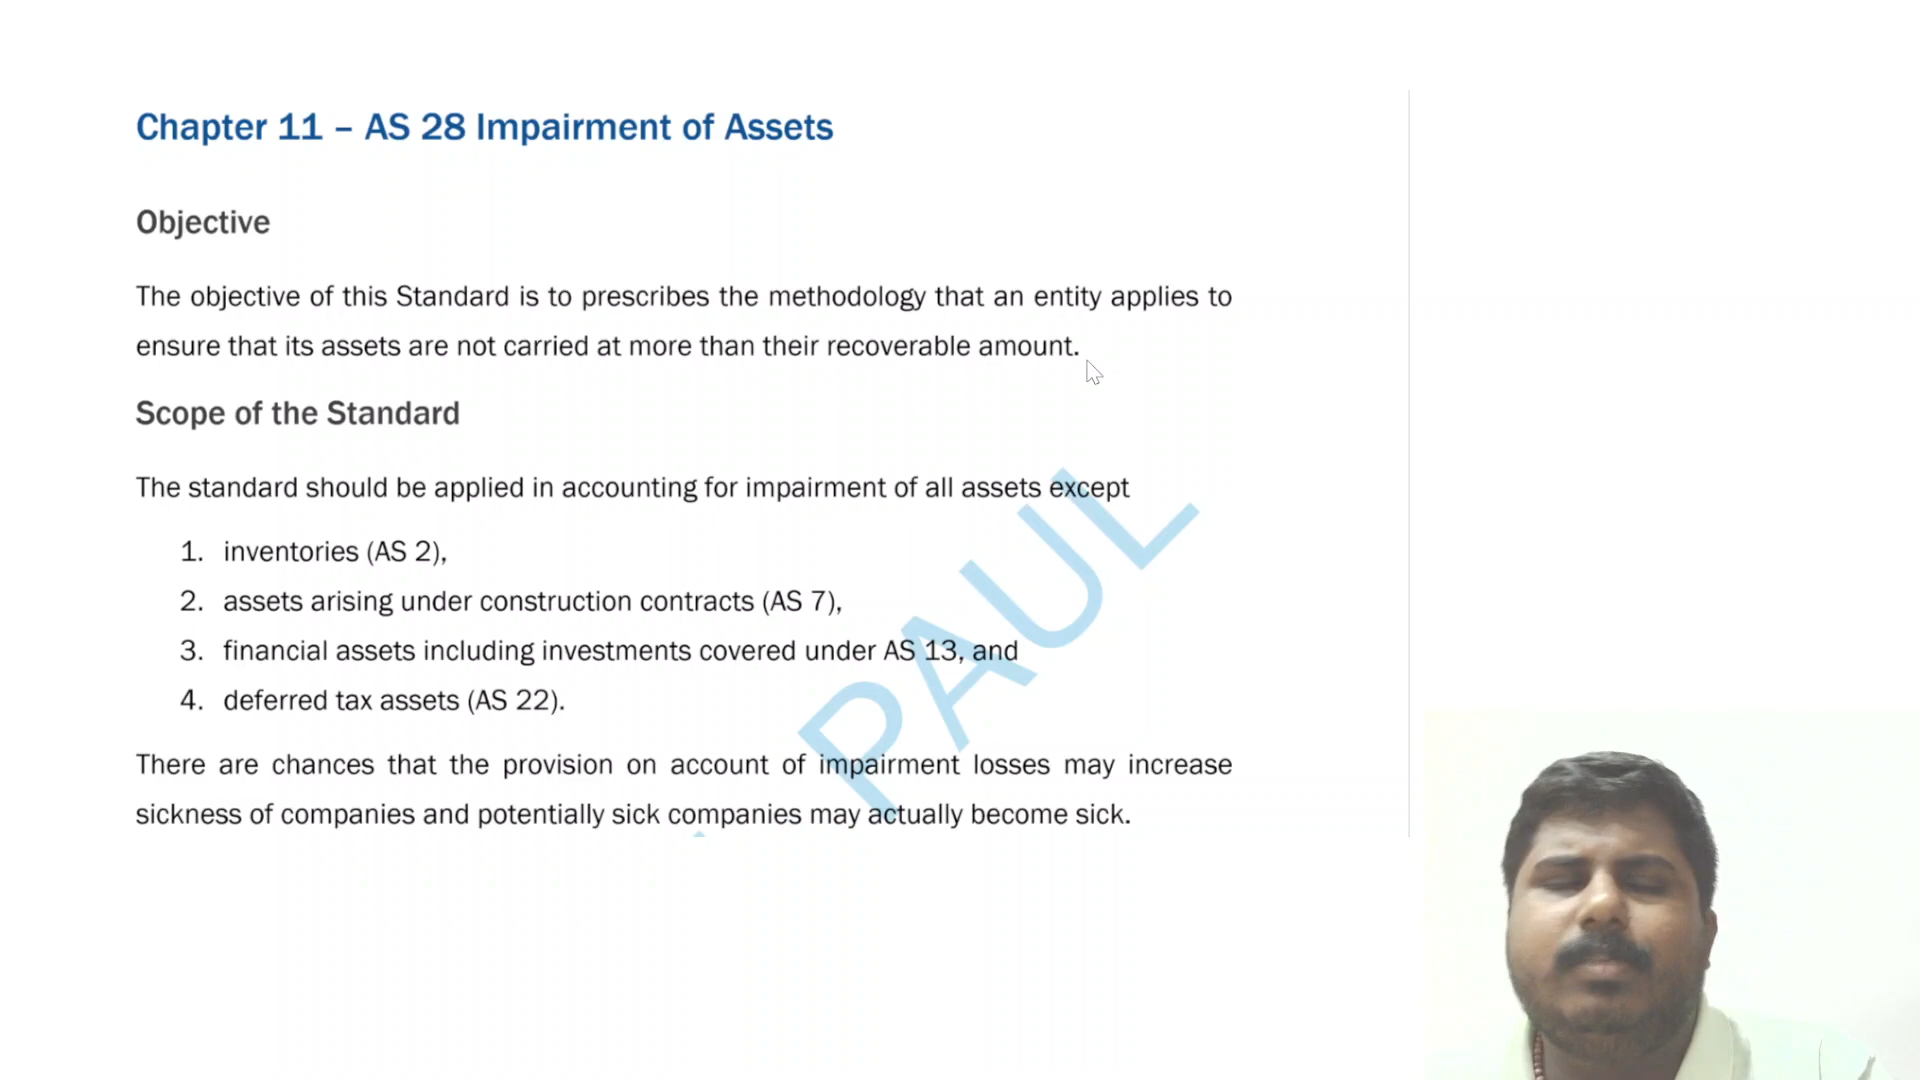 Chapter 11 – AS 28 Impairment of Assets
Objective
The objective of this Standard is to prescribes the methodology that an entity applies to
ensure that its assets are not carried at more than their recoverable amount.
Scope of the Standard
The standard should be applied in accounting for impairment of all assets except
1. inventories (AS 2),
2. assets arising under construction contracts (AS 7),
3. financial assets including investments covered under AS 13, and
4. deferred tax assets (AS 22).
There are chances that the provision on account of impairment losses may increase
sickness of companies and potentially sick companies may actually become sick.
PAUL